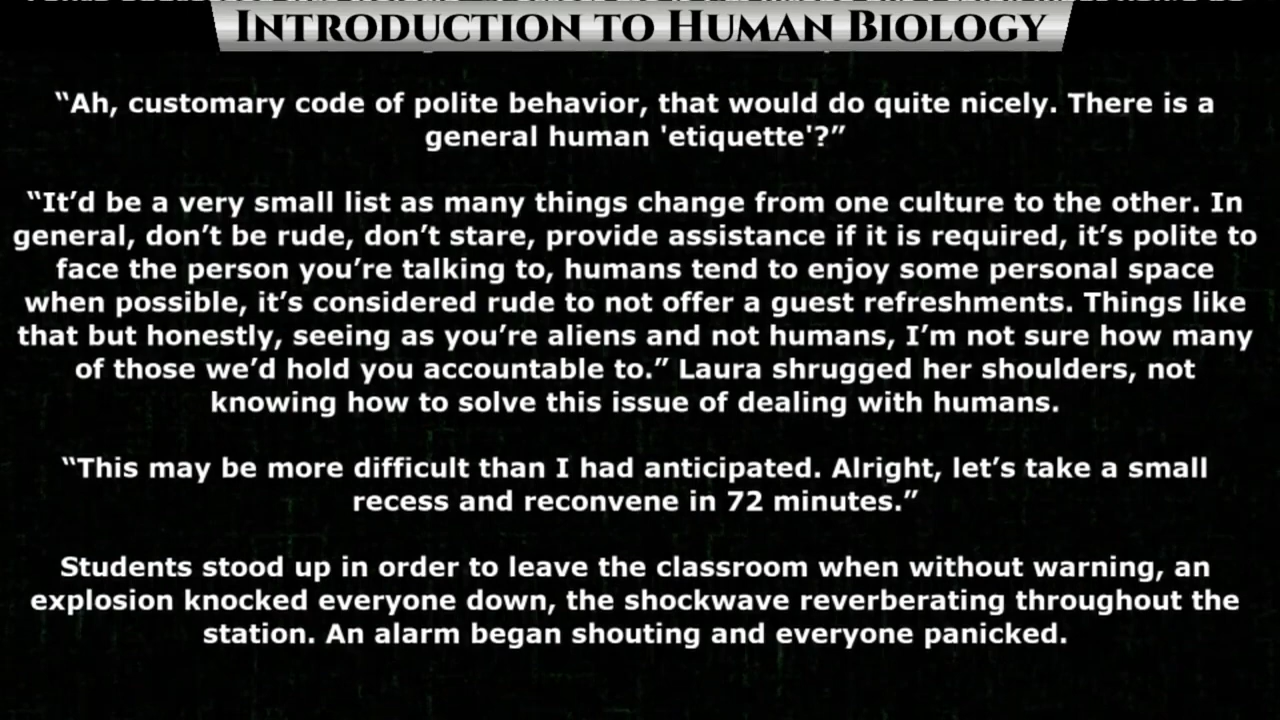 INTRODUCTION TO HUMAN BIOLOGY
“Ah, customary code of polite behavior, that would do quite nicely. There is a
general human 'etiquette'?”
“It’d be a very small list as many things change from one culture to the other. In
general, don’t be rude, don’t stare, provide assistance if it is required, it’s polite to
face the person you’re talking to, humans tend to enjoy some personal space
when possible, it’s considered rude to not offer a guest refreshments. Things like
that but honestly, seeing as you’re aliens and not humans, I’m not sure how many
of those we’d hold you accountable to.” Laura shrugged her shoulders, not
knowing how to solve this issue of dealing with humans.
“This may be more difficult than I had anticipated. Alright, let’s take a small
recess and reconvene in 72 minutes.”
Students stood up in order to leave the classroom when without warning, an
explosion knocked everyone down, the shockwave reverberating throughout the
station. An alarm began shouting and everyone panicked.